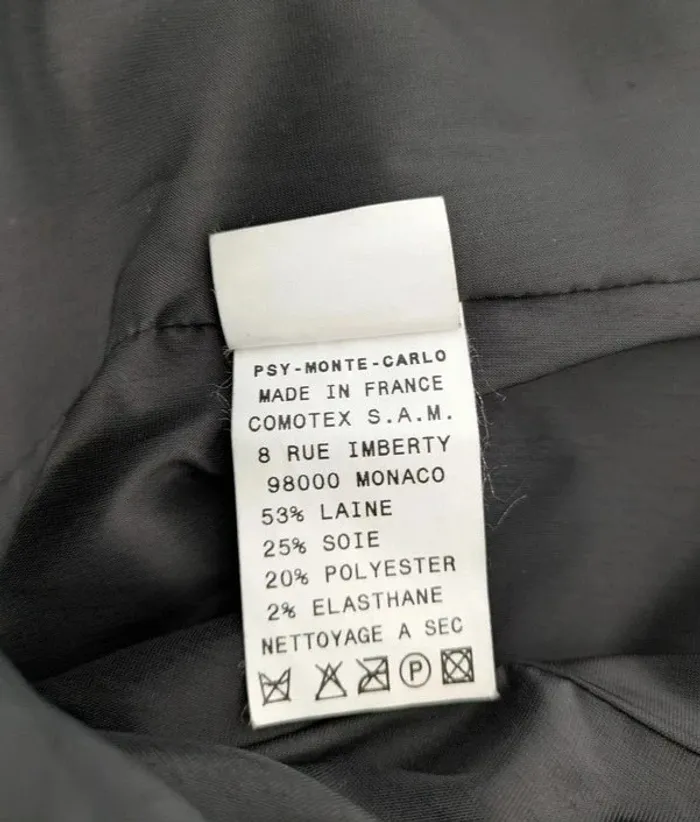 PSY-MONTE-CARLO
MADE IN FRANCE
COMOTEX S.A.M.
8 RUE IMBERTY
98000 MONACO
53% LAINE
25% SOIE
20% POLYESTER
2% ELASTHANE
NETTOYAGE A SEC
P